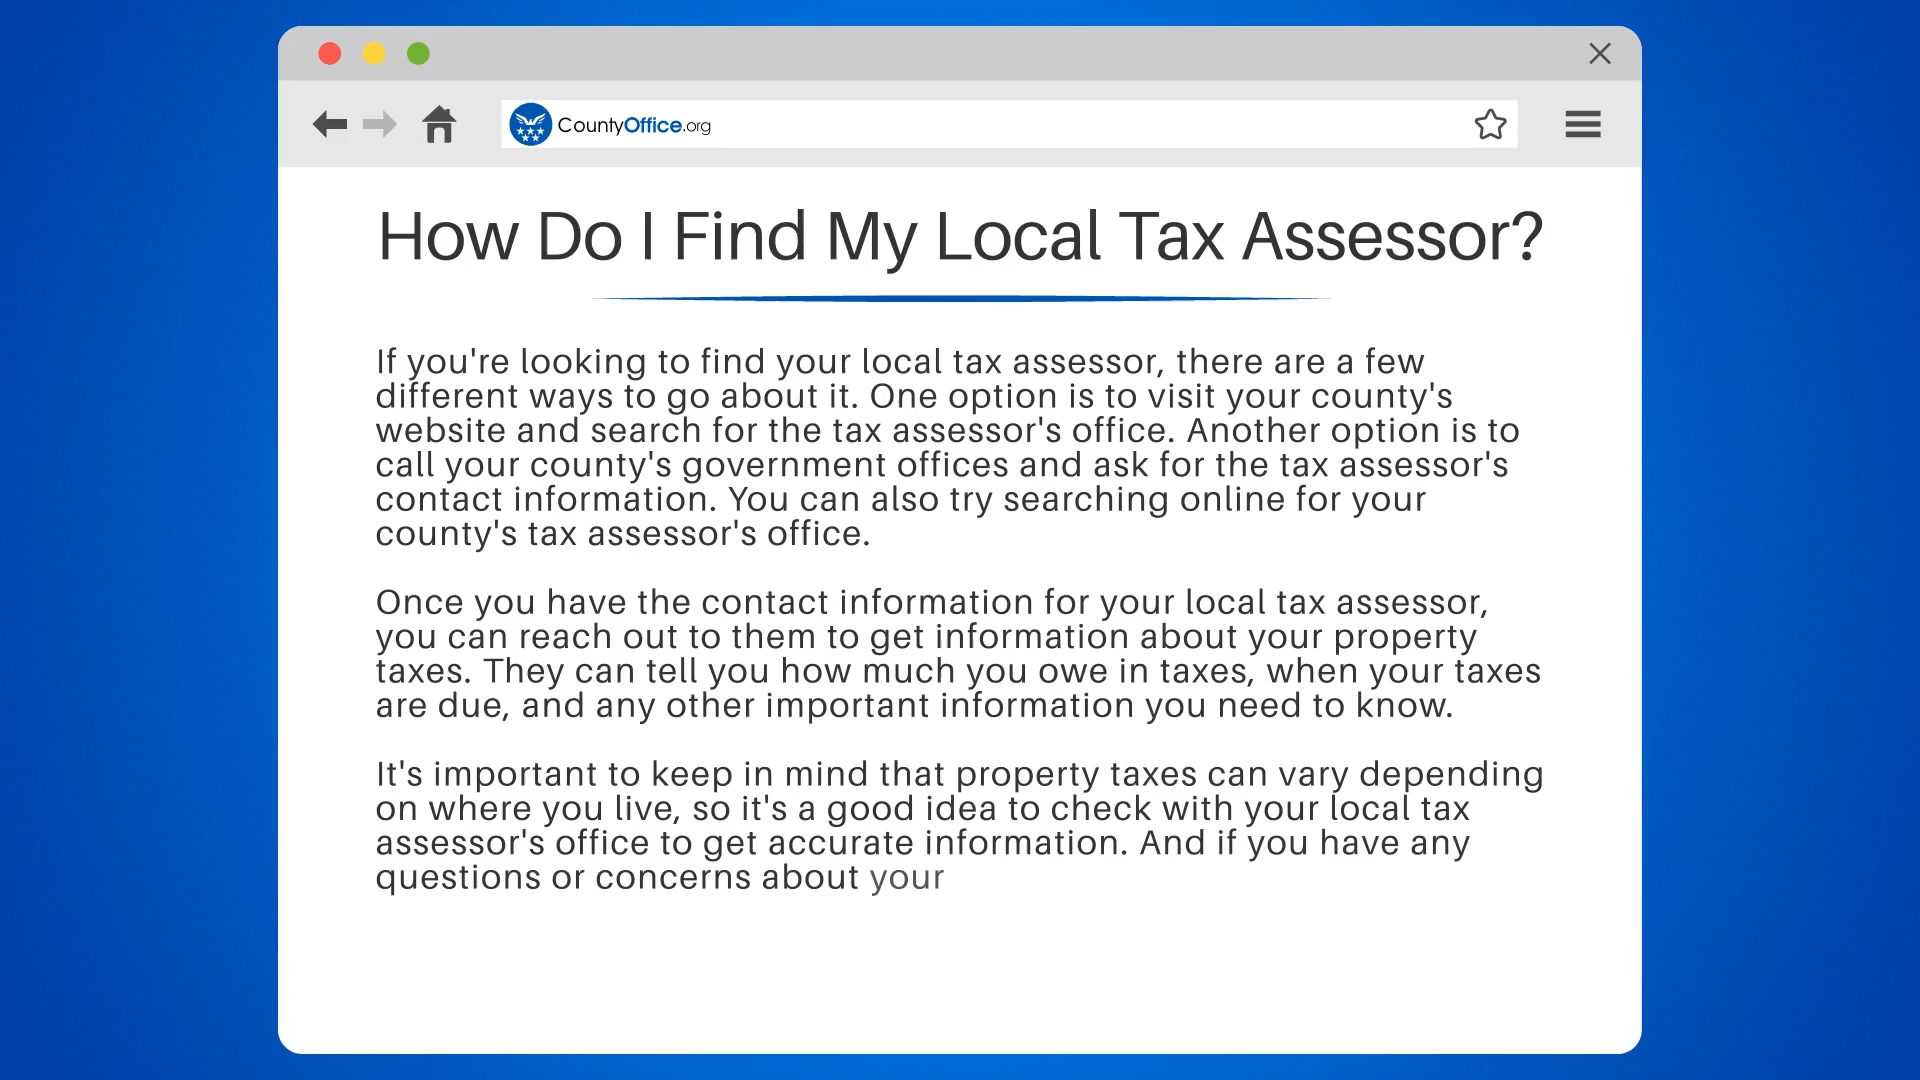 CountyOffice.org
How Do I Find My Local Tax Assessor?
If you're looking to find your local tax assessor, there are a few
different ways to go about it. One option is to visit your county's
website and search for the tax assessor's office. Another option is to
call your county's government offices and ask for the tax assessor's
contact information. You can also try searching online for your
county's tax assessor's office.
Once you have the contact information for your local tax assessor,
you can reach out to them to get information about your property
taxes. They can tell you how much you owe in taxes, when your taxes
are due, and any other important information you need to know.
It's important to keep in mind that property taxes can vary depending
on where you live, so it's a good idea to check with your local tax
assessor's office to get accurate information. And if you have any
questions or concerns about your